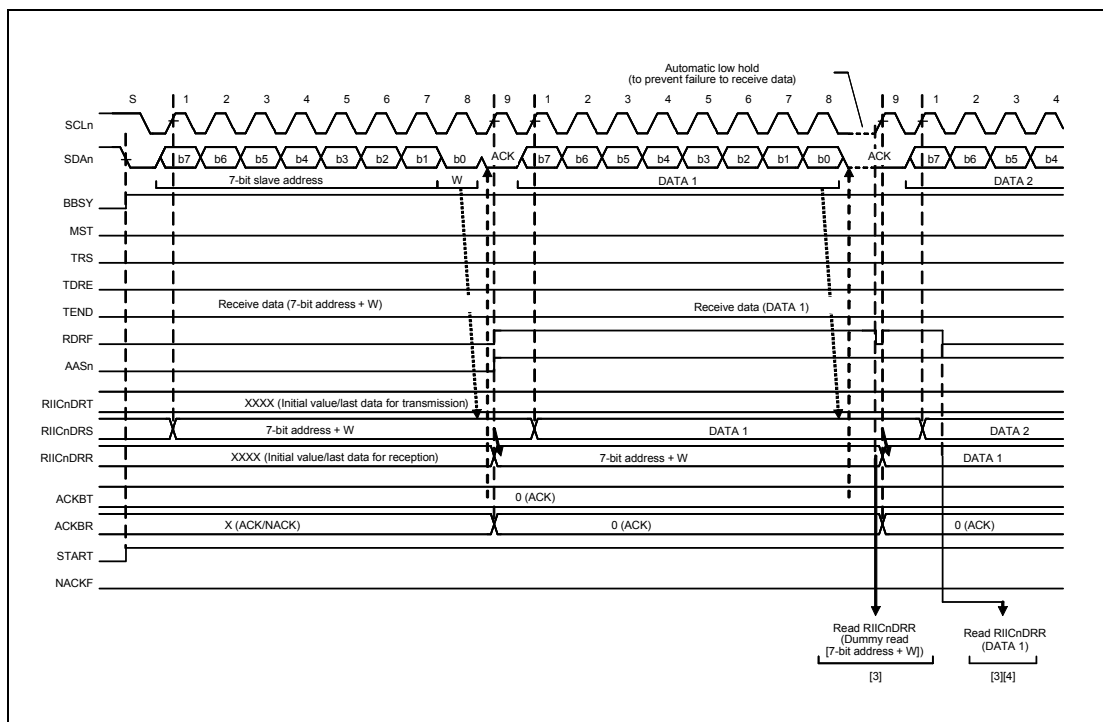 Automatic low hold
(to prevent failure to receive data)
S 1 2 3 4 5 6 7 8 9 1 2 3 4 5 6 7 8 9 1 2 3 4
SCLn
SDAn b7 b6 b5 b4 b3 b2 b1 b0 ACK b7 b6 b5 b4 b3 b2 b1 b0 ACK b7 b6 b5 b4
7-bit slave address W DATA 1 DATA 2
BBSY
MST
TRS
TDRE
Receive data (7-bit address + W) Receive data (DATA 1)
TEND
RDRF
AASn
RIICnDRT XXXX (Initial value/last data for transmission)
RIICnDRS 7-bit address + W DATA 1 DATA 2
RIICnDRR XXXX (Initial value/last data for reception) 7-bit address + W DATA 1
ACKBT 0 (ACK)
ACKBR X (ACK/NACK) 0 (ACK) 0 (ACK)
START
NACKF
Read RIICnDRR
(Dummy read
[7-bit address + W])
[3]
Read RIICnDRR
(DATA 1)
[3][4]